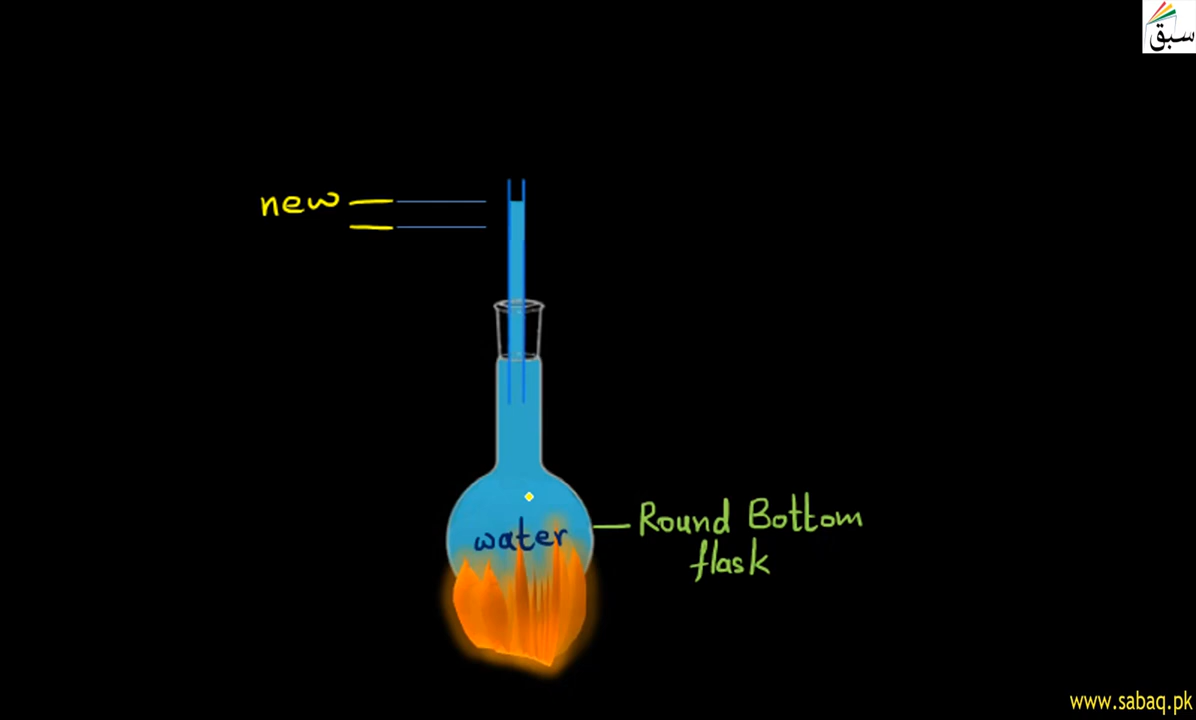 سبق
new
water
Round Bottom
flask
www.sabaq.pk